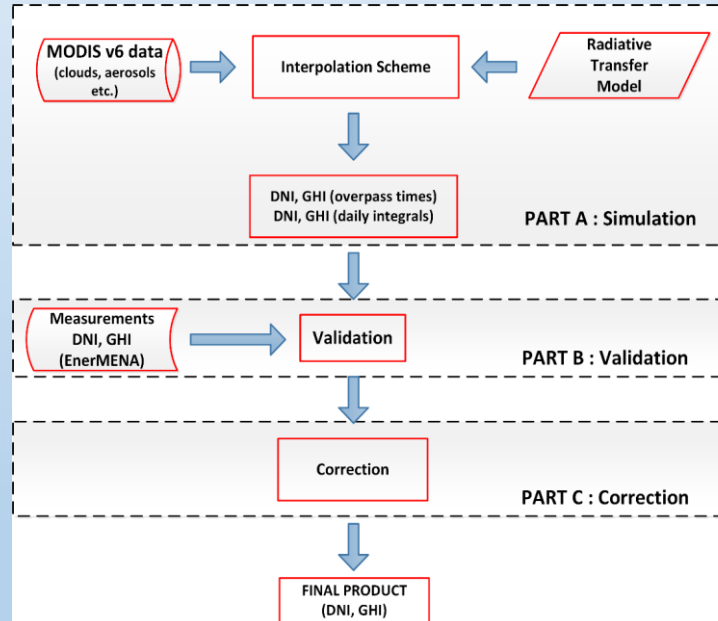 MODIS v6 data
(clouds, aerosols
etc.)
Interpolation Scheme
Radiative
Transfer
Model
DNI, GHI (overpass times)
DNI, GHI (daily integrals)
PART A : Simulation
Measurements
DNI, GHI
(EnerMENA)
Validation
PART B : Validation
Correction
PART C : Correction
FINAL PRODUCT
(DNI, GHI)